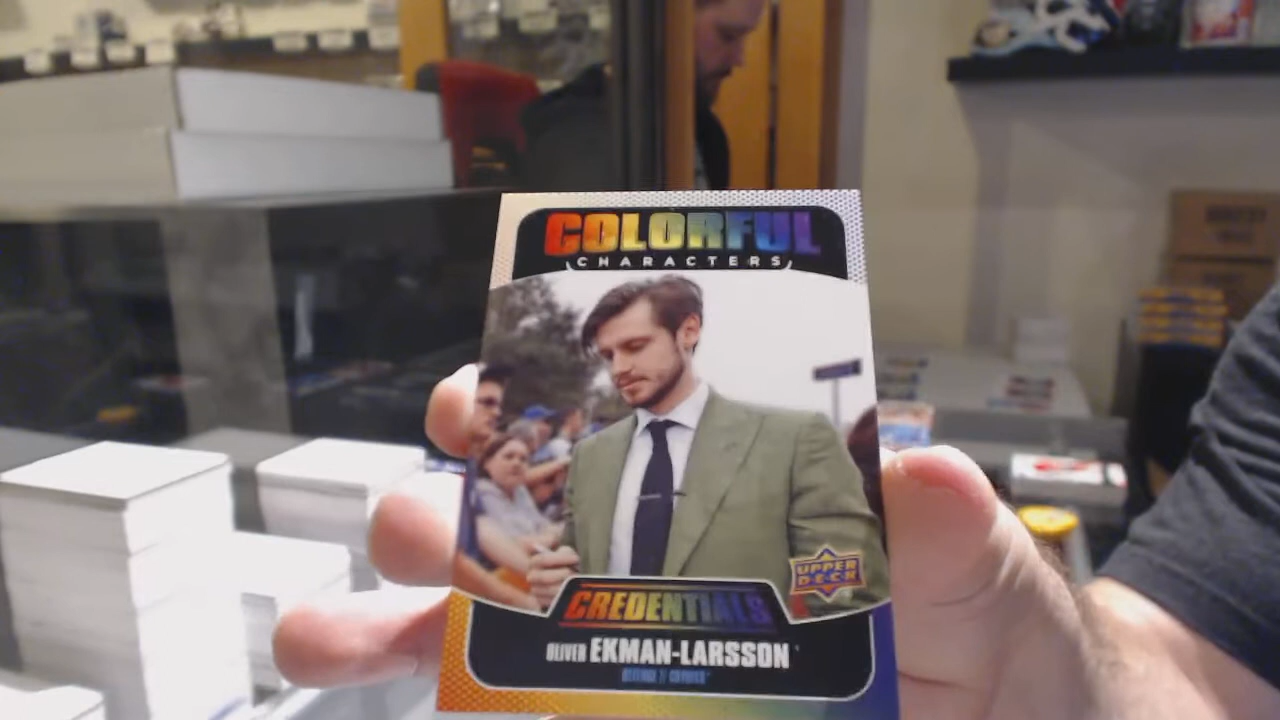 COLORFUL
CHARACTERS
UPPER
DECK
CREDENTIALS
OLIVER EKMAN-LARSSON